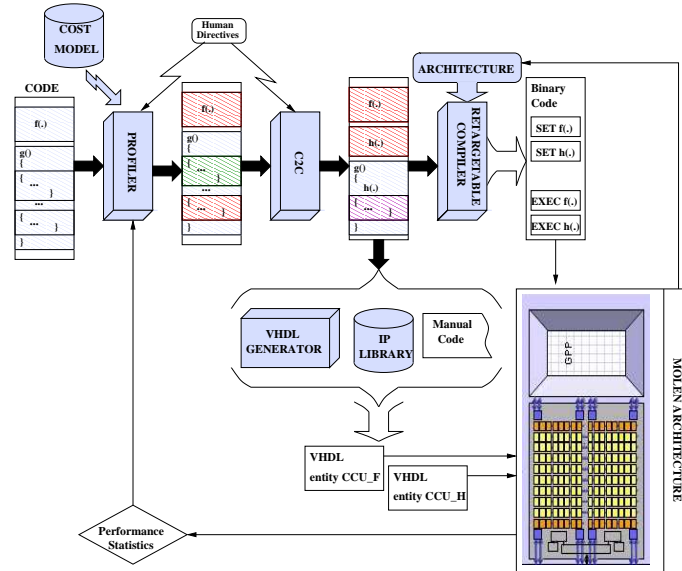 COST
MODEL
Human
Directives
CODE
f(.)
g()
{
{ ...
}
...
{ ...
}
}
PROFILER
f(.)
g()
{
{ ...
}
...
{ ...
}
}
C2C
f(.)
h(.)
g()
{
h(.)
{ ...
}
}
ARCHITECTURE
RETARGETABLE
COMPILER
Binary
Code
SET f(.)
SET h(.)
EXEC f(.)
EXEC h(.)
VHDL
GENERATOR
IP
LIBRARY
Manual
Code
VHDL
entity CCU_F
VHDL
entity CCU_H
GPP
MOLEN ARCHITECTURE
Performance
Statistics